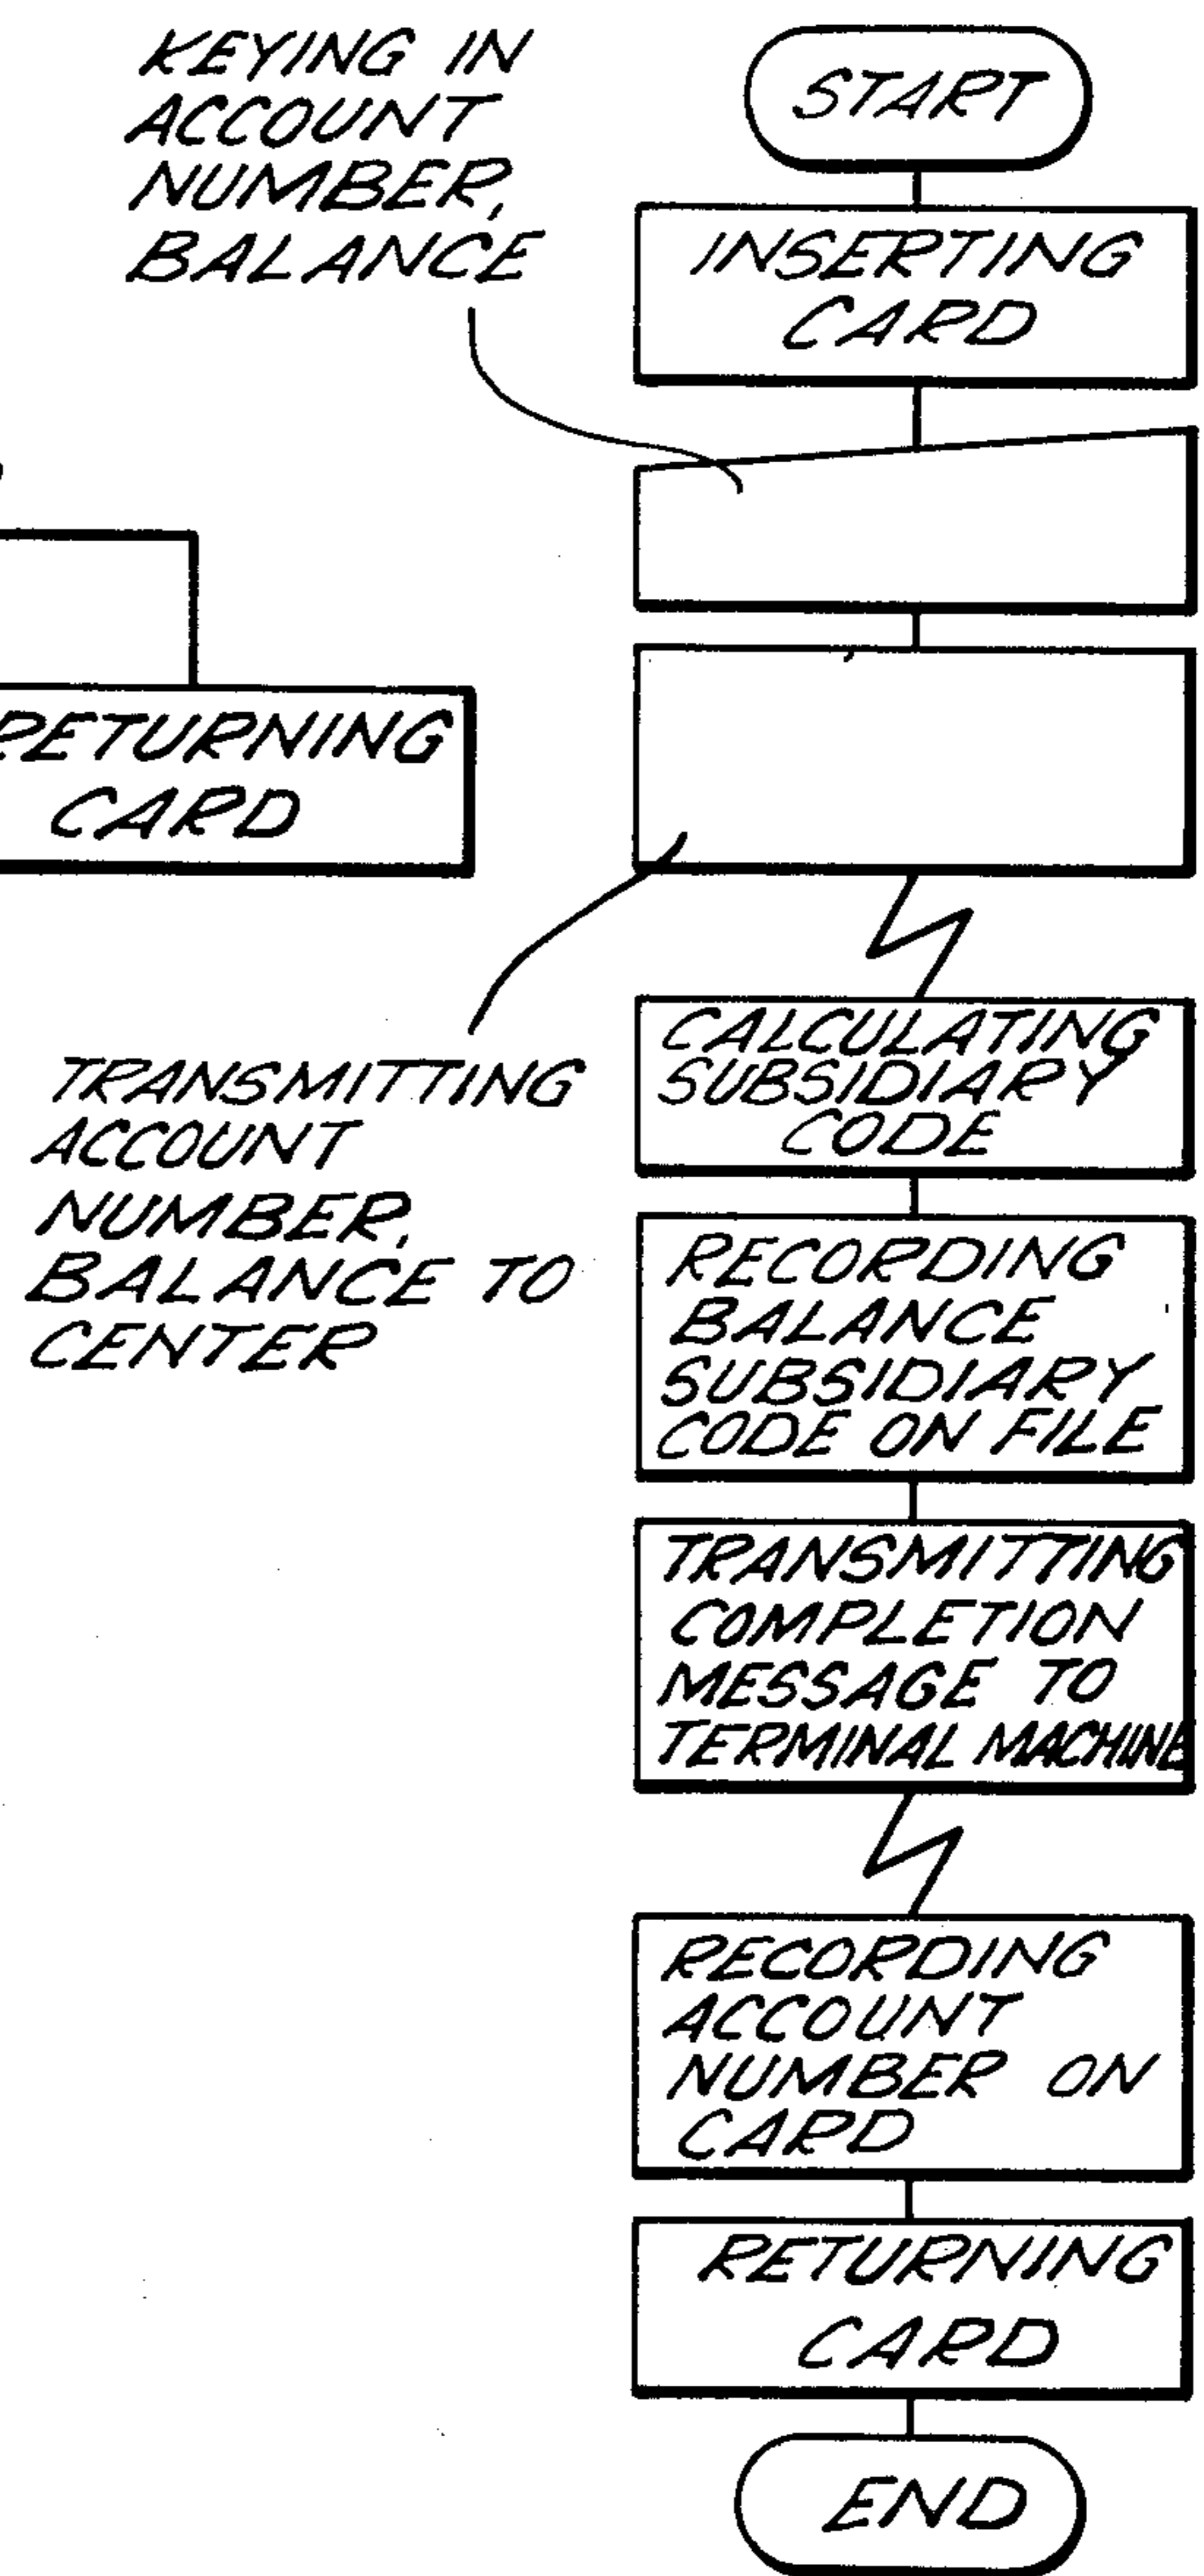 KEYING IN
ACCOUNT
NUMBER,
BALANCE
START
INSERTING
CARD
RETURNING
CARD
TRANSMITTING
ACCOUNT
NUMBER,
BALANCE TO
CENTER
CALCULATING
SUBSIDIARY
CODE
RECORDING
BALANCE
SUBSIDIARY
CODE ON FILE
TRANSMITTING
COMPLETION
MESSAGE TO
TERMINAL MACHINE
RECORDING
ACCOUNT
NUMBER ON
CARD
RETURNING
CARD
END